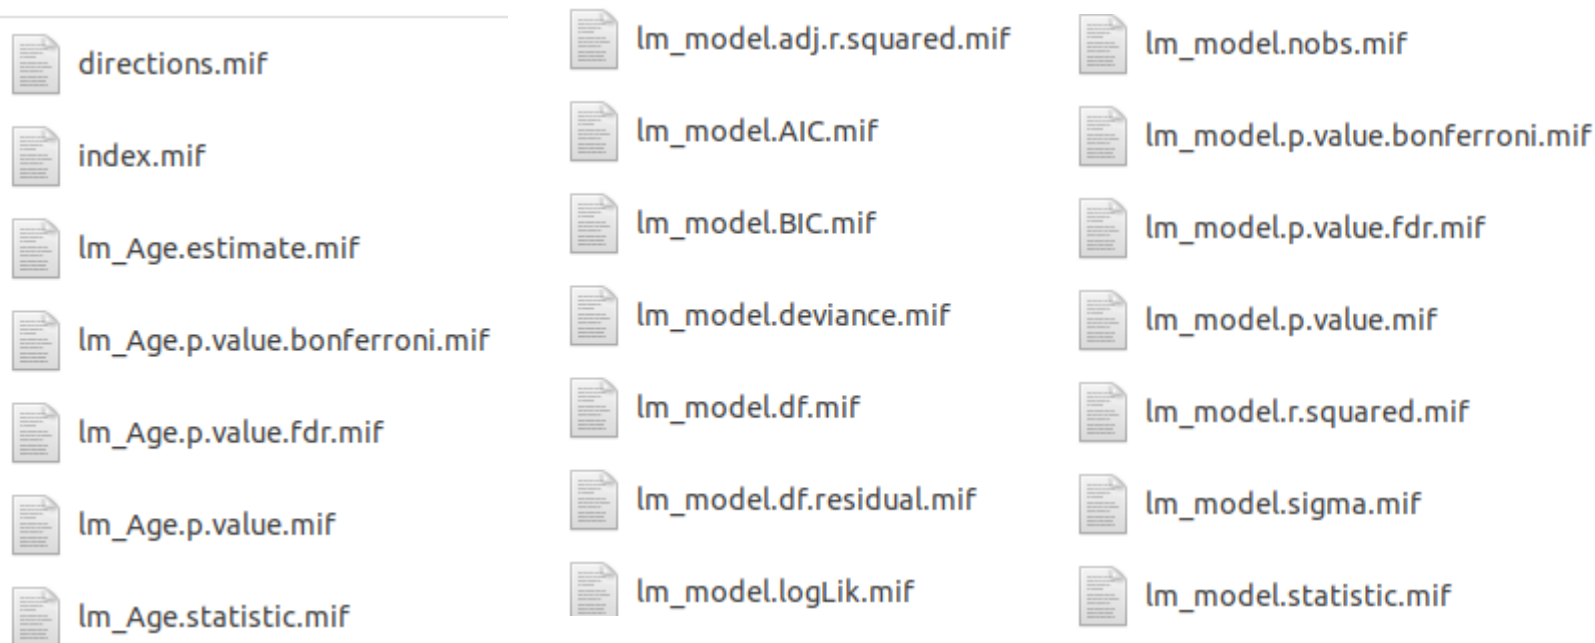 directions.mif
index.mif
lm_Age.estimate.mif
lm_Age.p.value.bonferroni.mif
lm_Age.p.value.fdr.mif
lm_Age.p.value.mif
lm_Age.statistic.mif
lm_model.adj.r.squared.mif
lm_model.AIC.mif
lm_model.BIC.mif
lm_model.deviance.mif
lm_model.df.mif
lm_model.df.residual.mif
lm_model.logLik.mif
lm_model.nobs.mif
lm_model.p.value.bonferroni.mif
lm_model.p.value.fdr.mif
lm_model.p.value.mif
lm_model.r.squared.mif
lm_model.sigma.mif
lm_model.statistic.mif